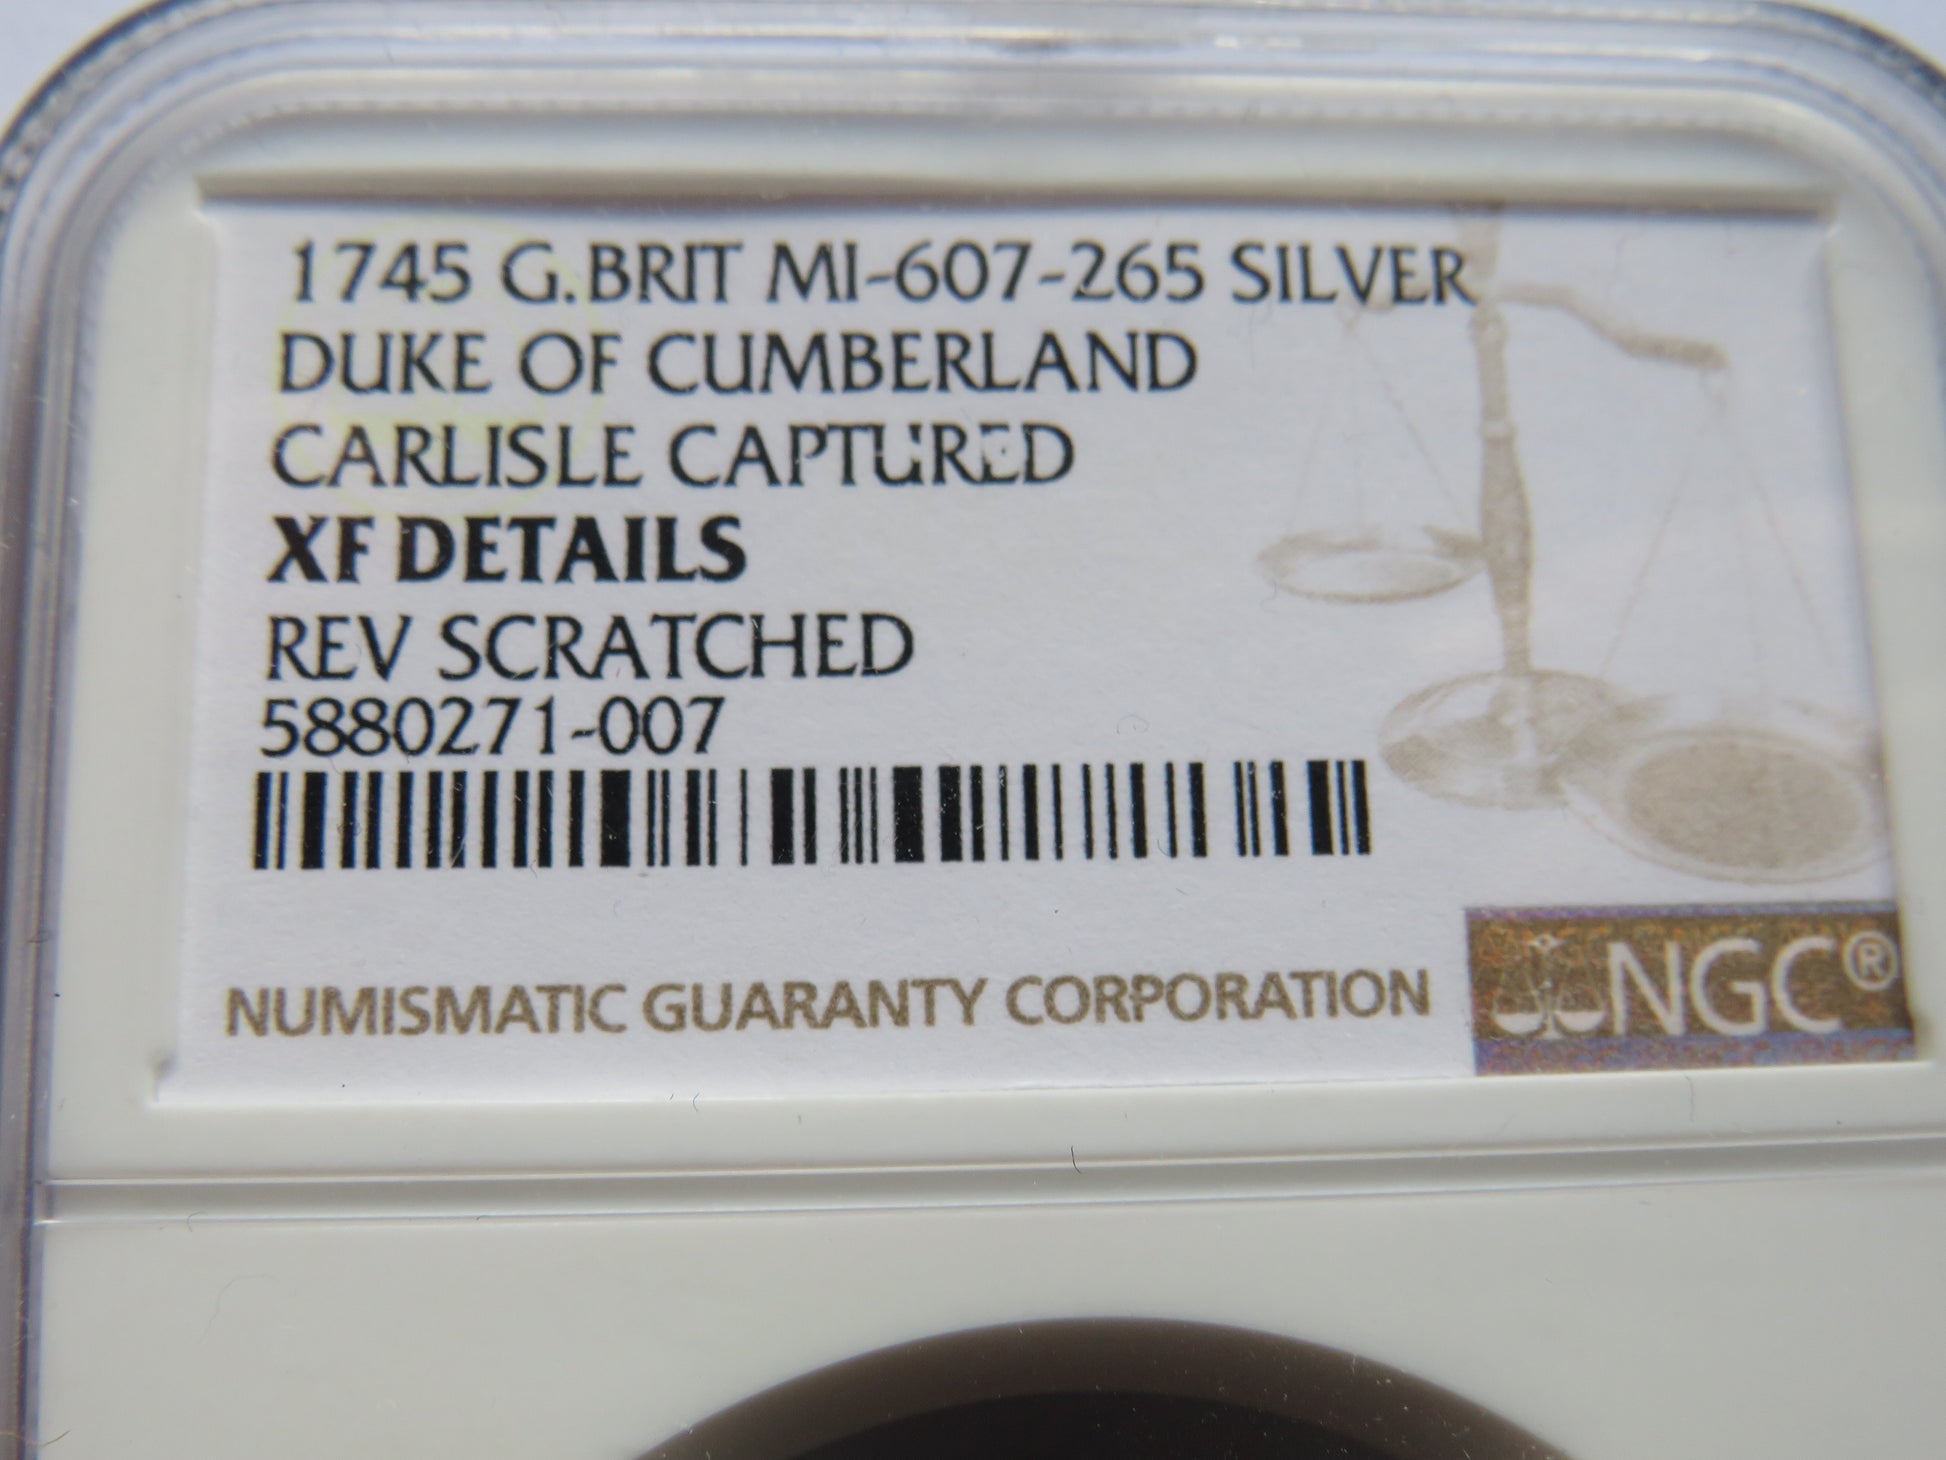 1745 G.BRIT MI-607-265 SILVER
DUKE OF CUMBERLAND
CARLISLE CAPTURED
XF DETAILS
REV SCRATCHED
5880271-007
NUMISMATIC GUARANTY CORPORATION
NGC®